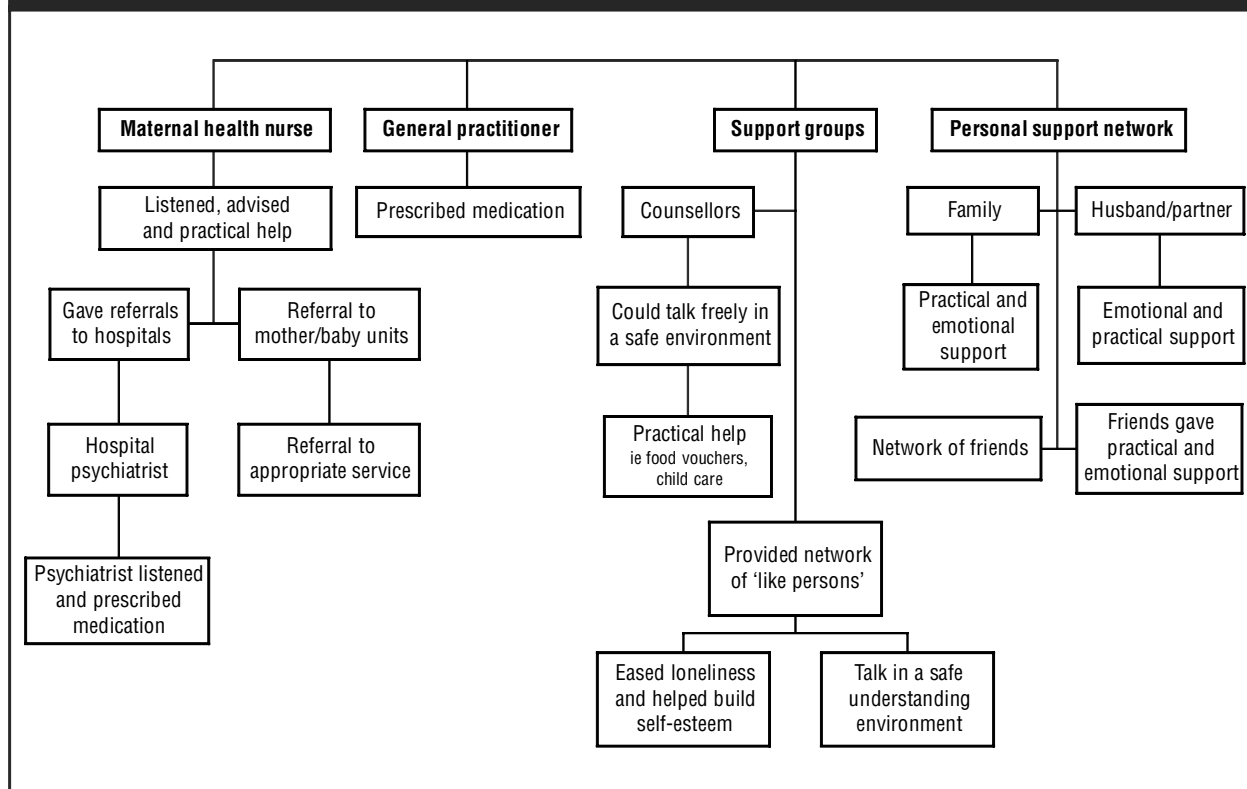 Maternal health nurse
General practitioner
Support groups
Personal support network
Listened, advised
and practical help
Prescribed medication
Counsellors
Family
Husband/partner
Gave referrals
to hospitals
Referral to
mother/baby units
Could talk freely in
a safe environment
Practical and
emotional
support
Emotional and
practical support
Hospital
psychiatrist
Referral to
appropriate service
Practical help
ie food vouchers,
child care
Network of friends
Friends gave
practical and
emotional support
Psychiatrist listened
and prescribed
medication
Provided network
of ‘like persons’
Eased loneliness
and helped build
self-esteem
Talk in a safe
understanding
environment